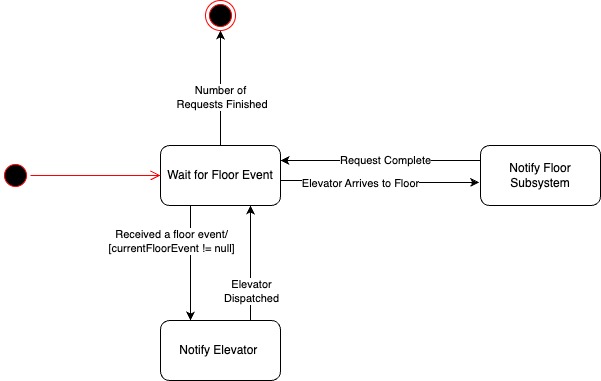 Number of
Requests Finished
Wait for Floor Event
Request Complete
Elevator Arrives to Floor
Notify Floor
Subsystem
Received a floor event/
[currentFloorEvent != null]
Elevator
Dispatched
Notify Elevator